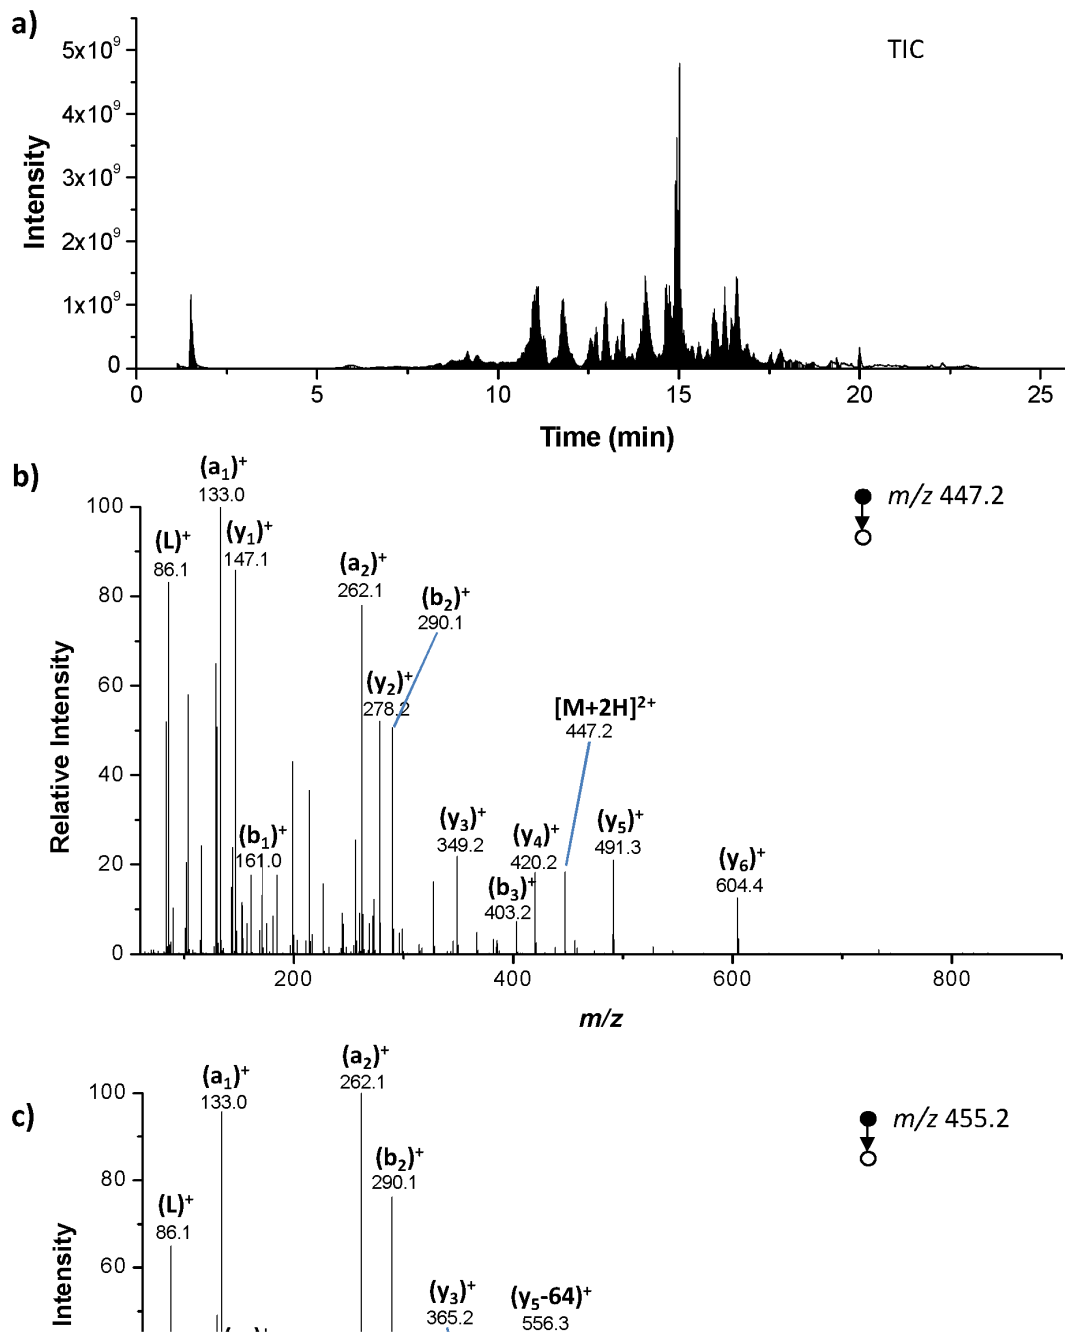 a)
TIC
Intensity
5x10⁹
4x10⁹
3x10⁹
2x10⁹
1x10⁹
0
0 5 10 15 20 25
Time (min)
b)
m/z 447.2
Relative Intensity
100
80
60
40
20
0
(L)⁺
86.1
(a₁)⁺
133.0
(y₁)⁺
147.1
(b₁)⁺
161.0
(a₂)⁺
262.1
(y₂)⁺
278.2
(b₂)⁺
290.1
(y₃)⁺
349.2
(b₃)⁺
403.2
(y₄)⁺
420.2
[M+2H]²⁺
447.2
(y₅)⁺
491.3
(y₆)⁺
604.4
200 400 600 800
m/z
c)
m/z 455.2
Intensity
100
80
60
(L)⁺
86.1
(a₁)⁺
133.0
(a₂)⁺
262.1
(b₂)⁺
290.1
(y₃)⁺
365.2
(y₅-64)⁺
556.3